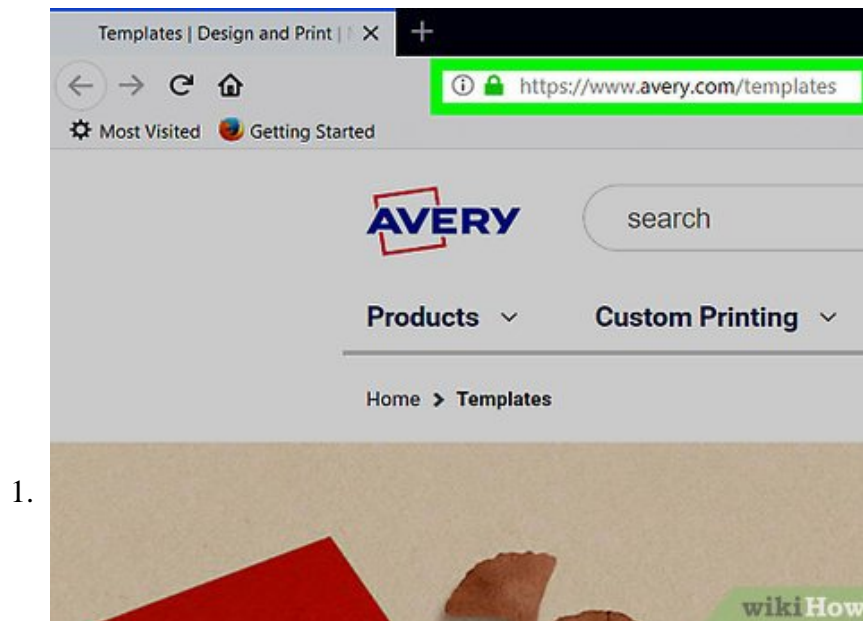 Templates | Design and Print |
https://www.avery.com/templates
Most Visited Getting Started
AVERY search
Products Custom Printing
Home > Templates
1.
wikiHow